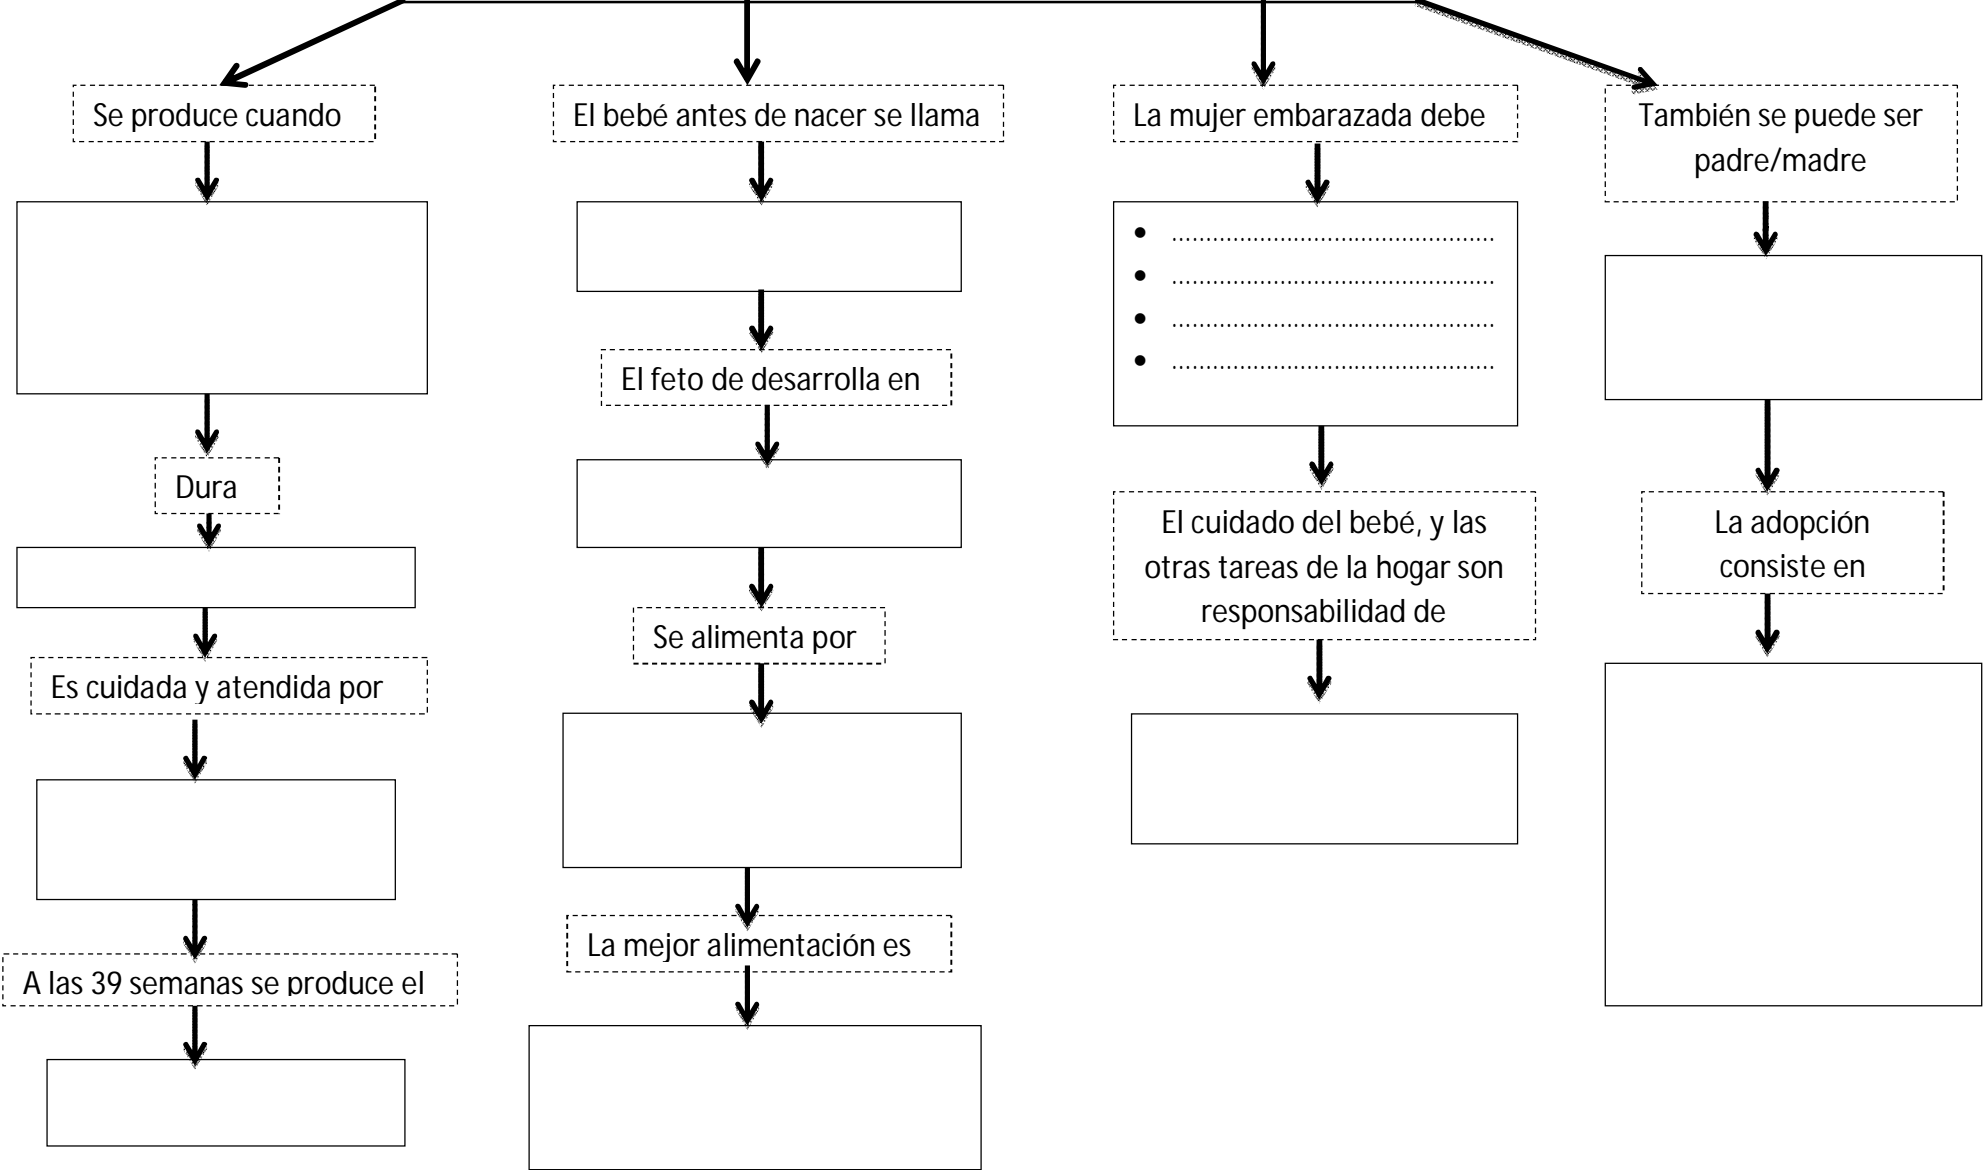 Se produce cuando
Dura
Es cuidada y atendida por
A las 39 semanas se produce el
El bebé antes de nacer se llama
El feto de desarrolla en
Se alimenta por
La mejor alimentación es
La mujer embarazada debe
• ................................................
• ................................................
• ................................................
• ................................................
El cuidado del bebé, y las
otras tareas de la hogar son
responsabilidad de
También se puede ser
padre/madre
La adopción
consiste en